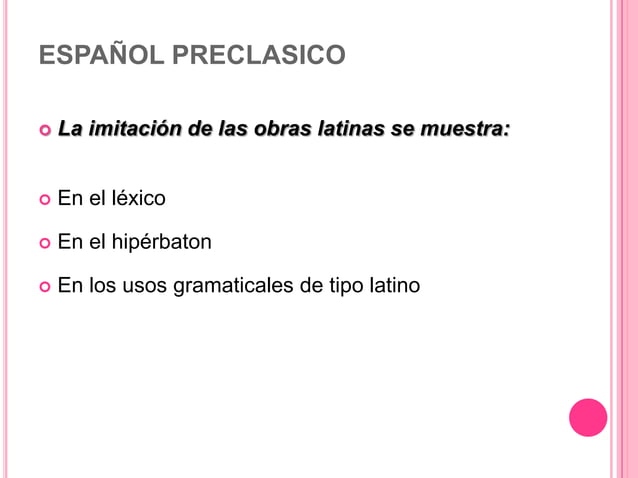 ESPAÑOL PRECLASICO
La imitación de las obras latinas se muestra:
En el léxico
En el hipérbaton
En los usos gramaticales de tipo latino